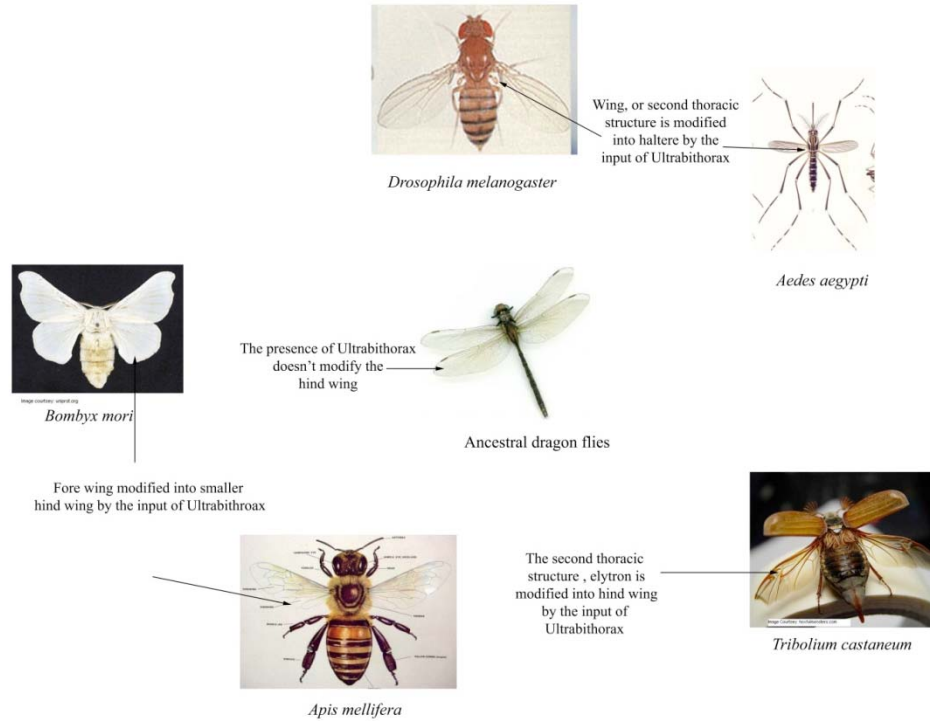 Wing, or second thoracic
structure is modified
into haltere by the
input of Ultrabithorax
Drosophila melanogaster
Aedes aegypti
The presence of Ultrabithorax
doesn't modify the
hind wing
Image courtesy: uniprot.org
Bombyx mori
Ancestral dragon flies
Fore wing modified into smaller
hind wing by the input of Ultrabithroax
The second thoracic
structure , elytron is
modified into hind wing
by the input of
Ultrabithorax
Tribolium castaneum
Apis mellifera